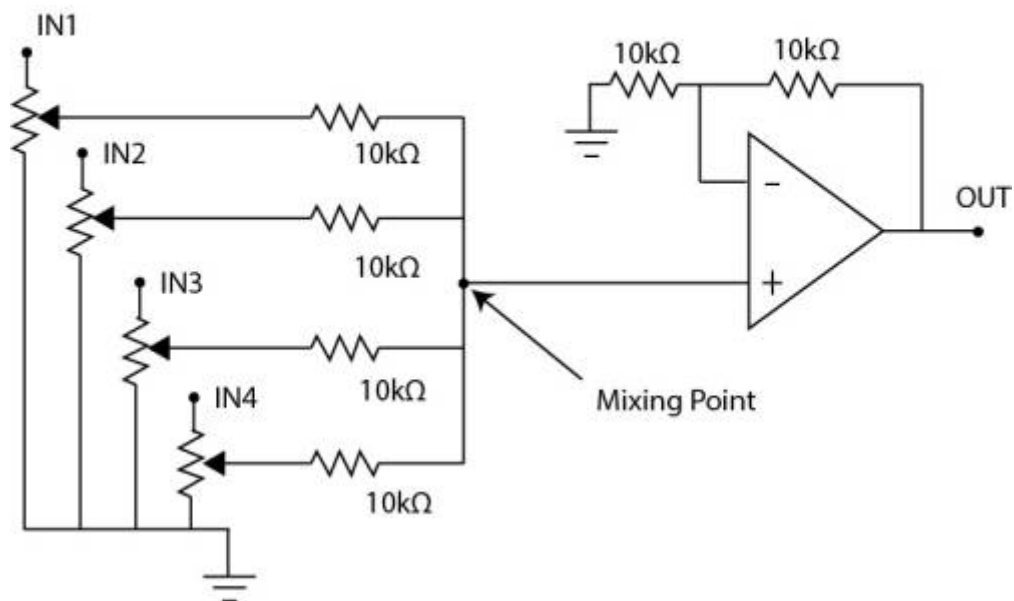 IN1
10kΩ
10kΩ
10kΩ
IN2
-
OUT
10kΩ
IN3
+
10kΩ
Mixing Point
IN4
10kΩ